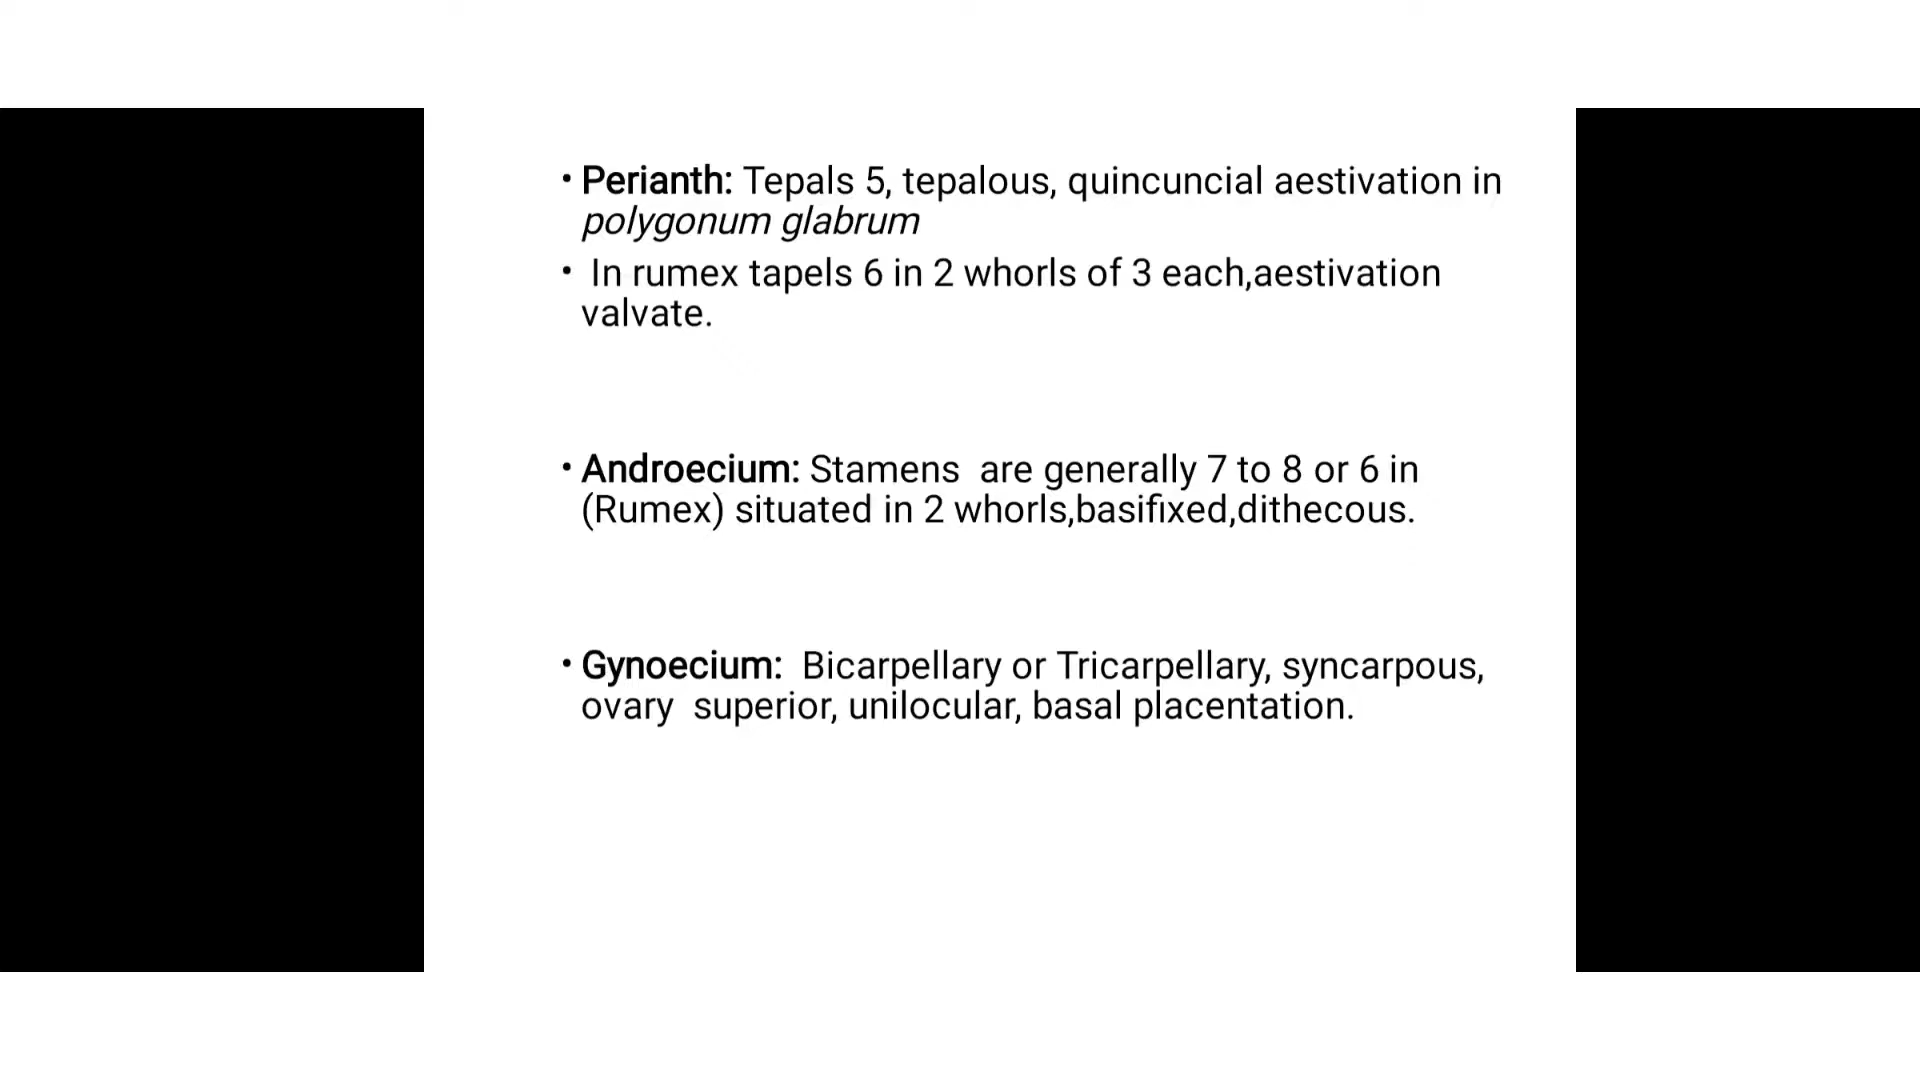 • Perianth: Tepals 5, tepalous, quincuncial aestivation in
polygonum glabrum
• In rumex tapels 6 in 2 whorls of 3 each,aestivation
valvate.
• Androecium: Stamens are generally 7 to 8 or 6 in
(Rumex) situated in 2 whorls,basifixed,dithecous.
• Gynoecium: Bicarpellary or Tricarpellary, syncarpous,
ovary superior, unilocular, basal placentation.